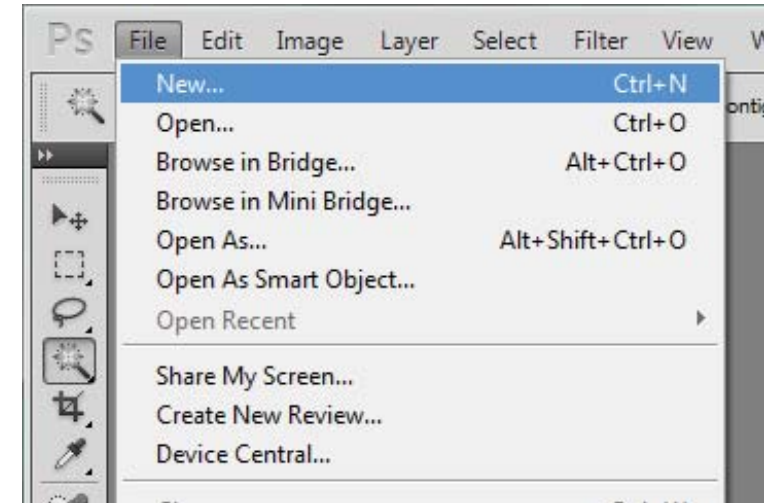 Ps File Edit Image Layer Select Filter View
New... Ctrl+N
Open... Ctrl+O
Browse in Bridge... Alt+Ctrl+O
Browse in Mini Bridge...
Open As... Alt+Shift+Ctrl+O
Open As Smart Object...
Open Recent
Share My Screen...
Create New Review...
Device Central...